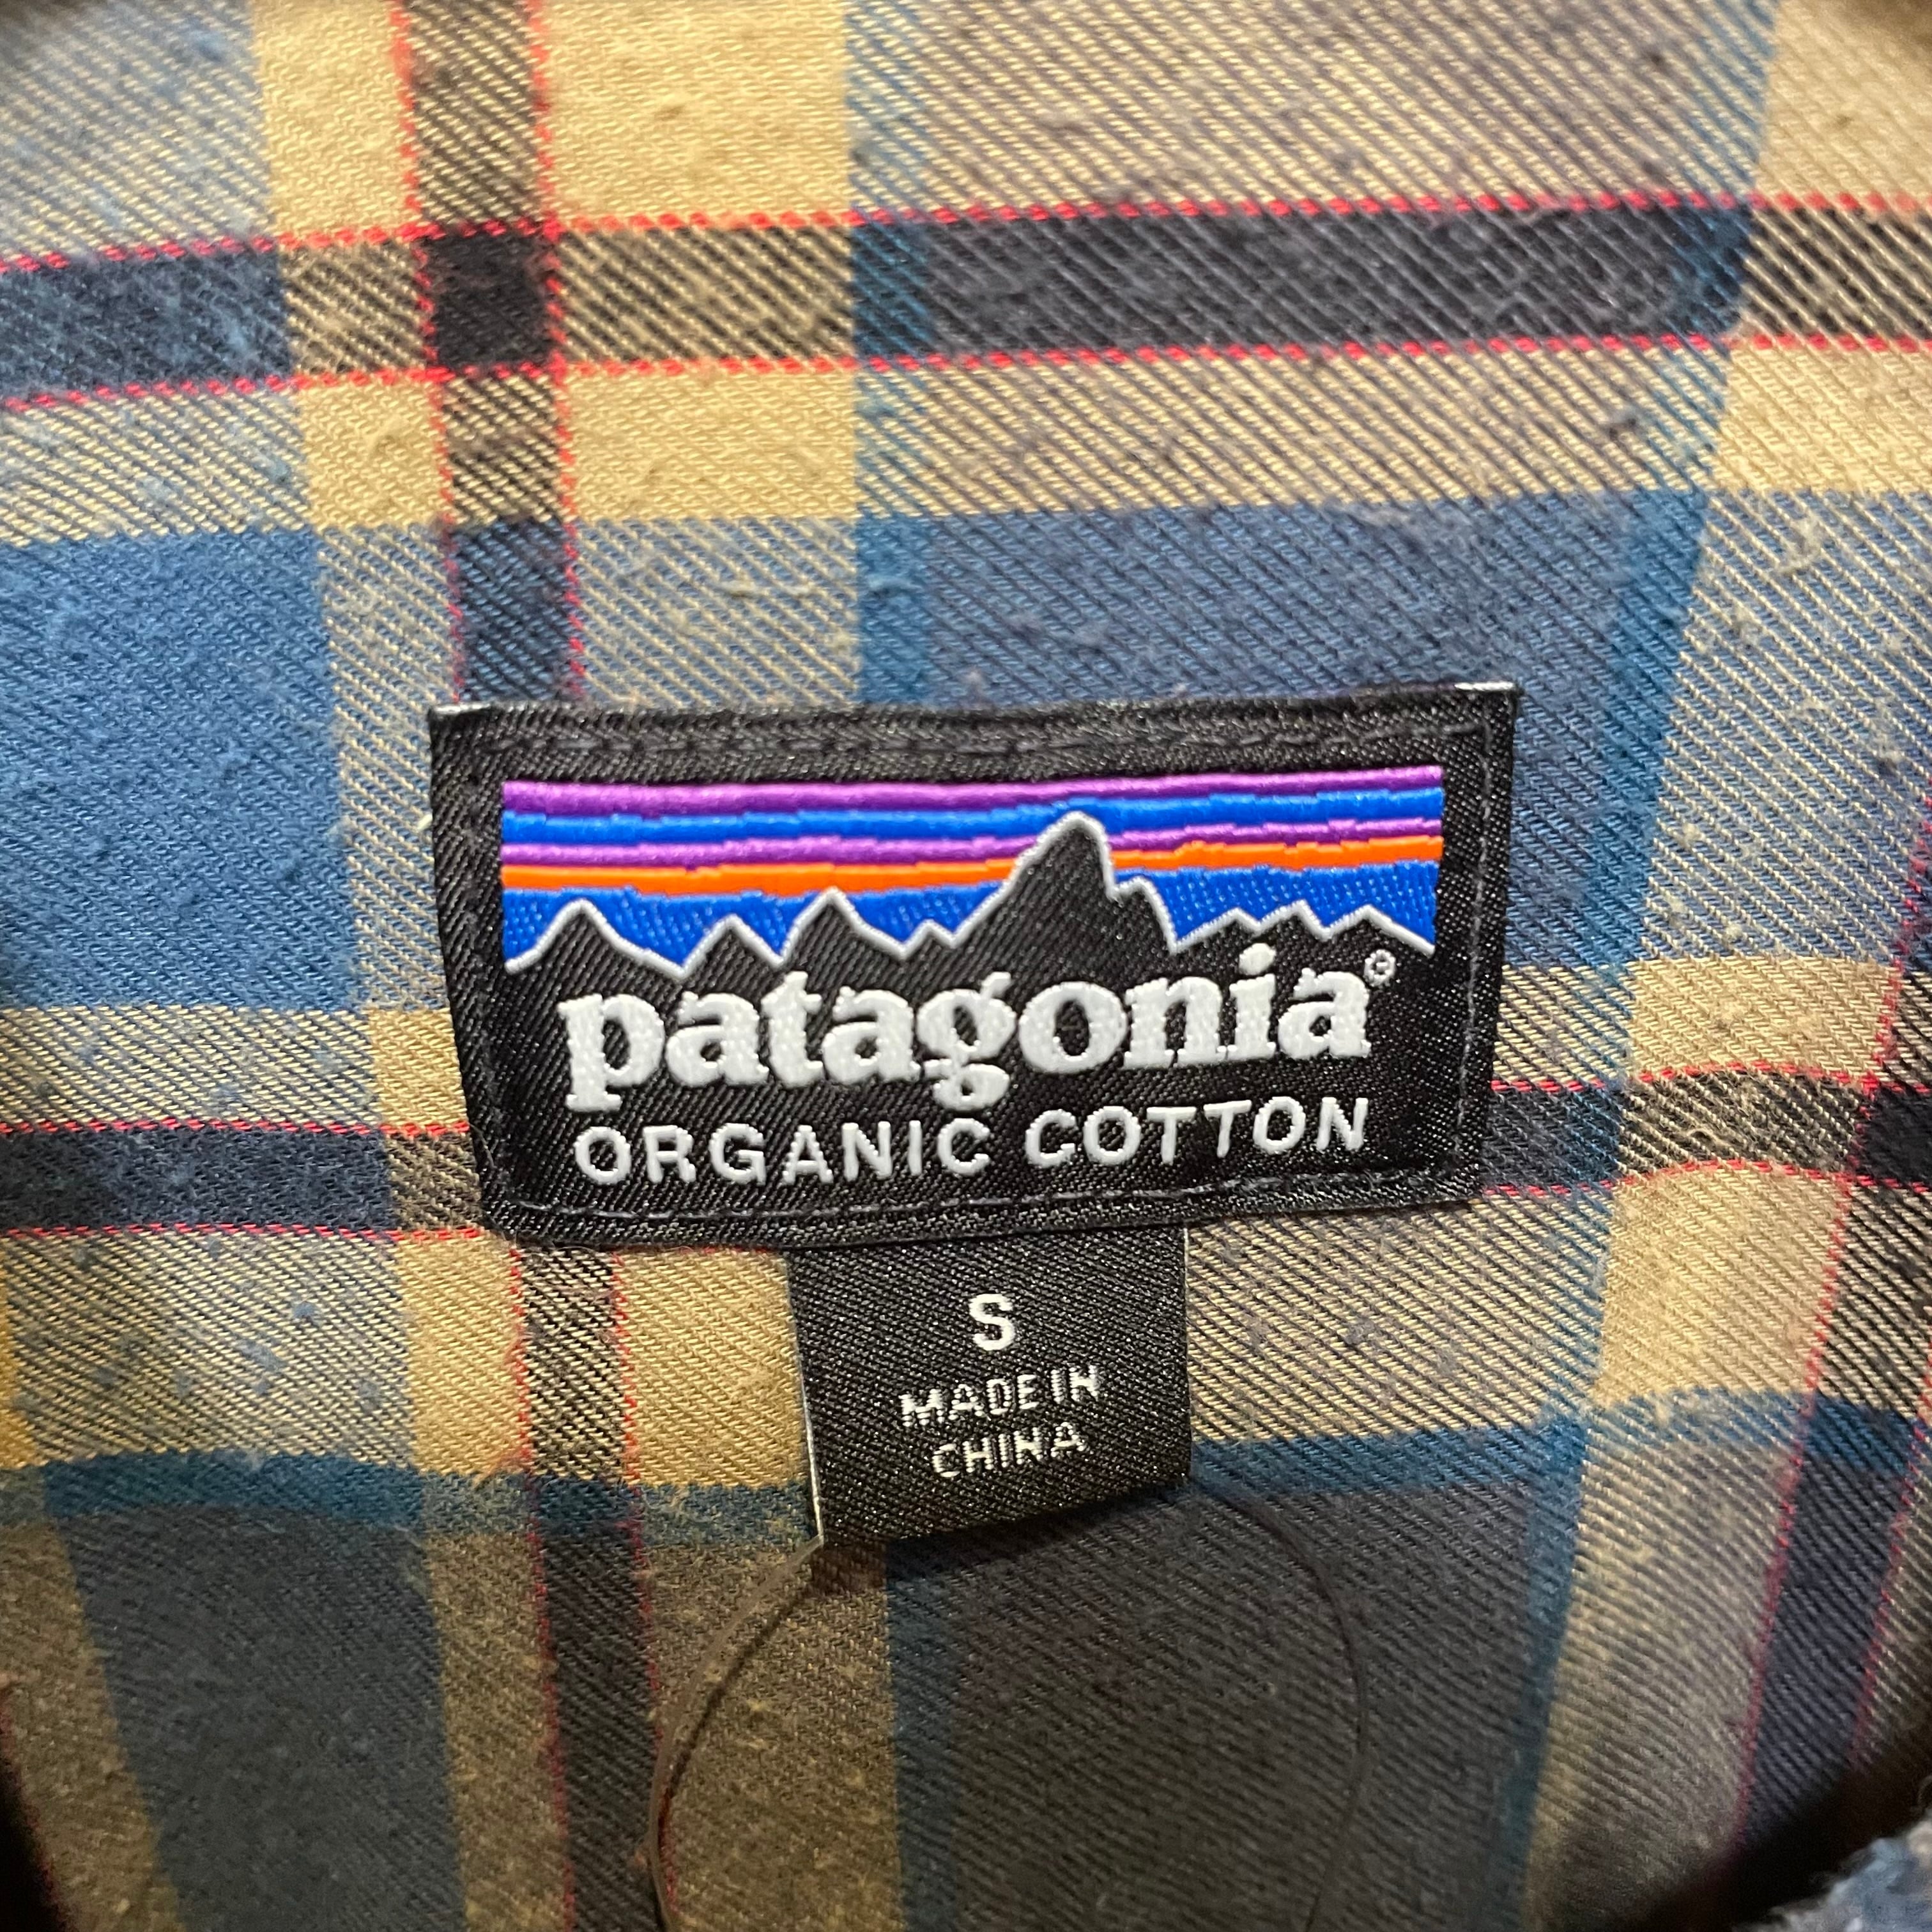 patagonia®
ORGANIC COTTON
S
MADE IN
CHINA